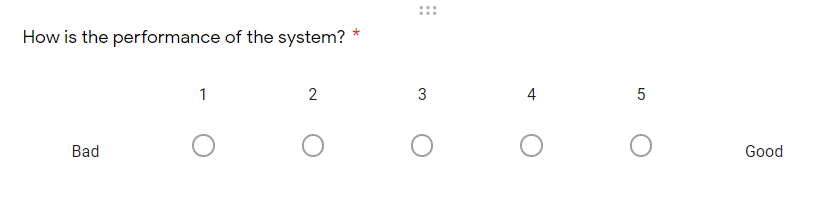 How is the performance of the system? *
1 2 3 4 5
Bad Good